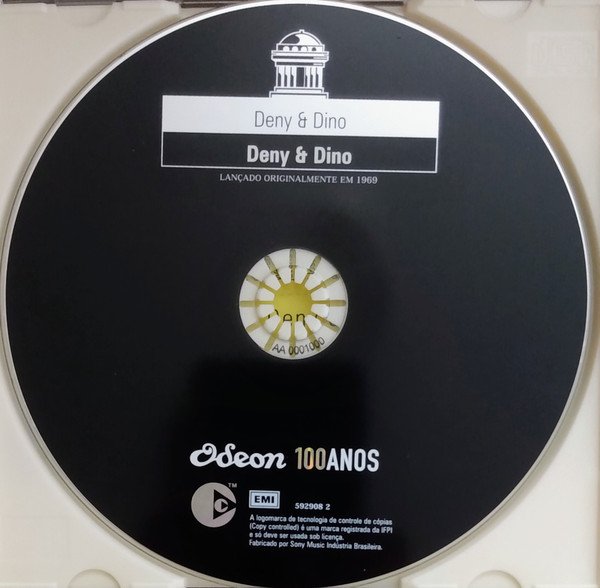 Deny & Dino
Deny & Dino
LANÇADO ORIGINALMENTE EM 1969
AA 0001000
Odeon 100ANOS
TM
EMI
592908 2
A logomarca de tecnologia de controle de cópias
(Copy controlled) é uma marca registrada da IFPI
e só deve ser usada sob licença.
Fabricado por Sony Music Indústria Brasileira.